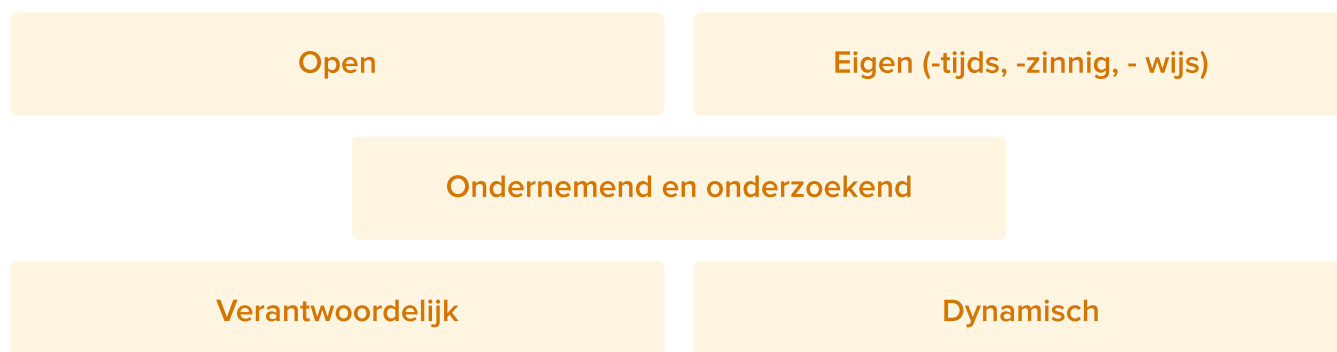 Open
Eigen (-tijds, -zinnig, - wijs)
Ondernemend en onderzoekend
Verantwoordelijk
Dynamisch